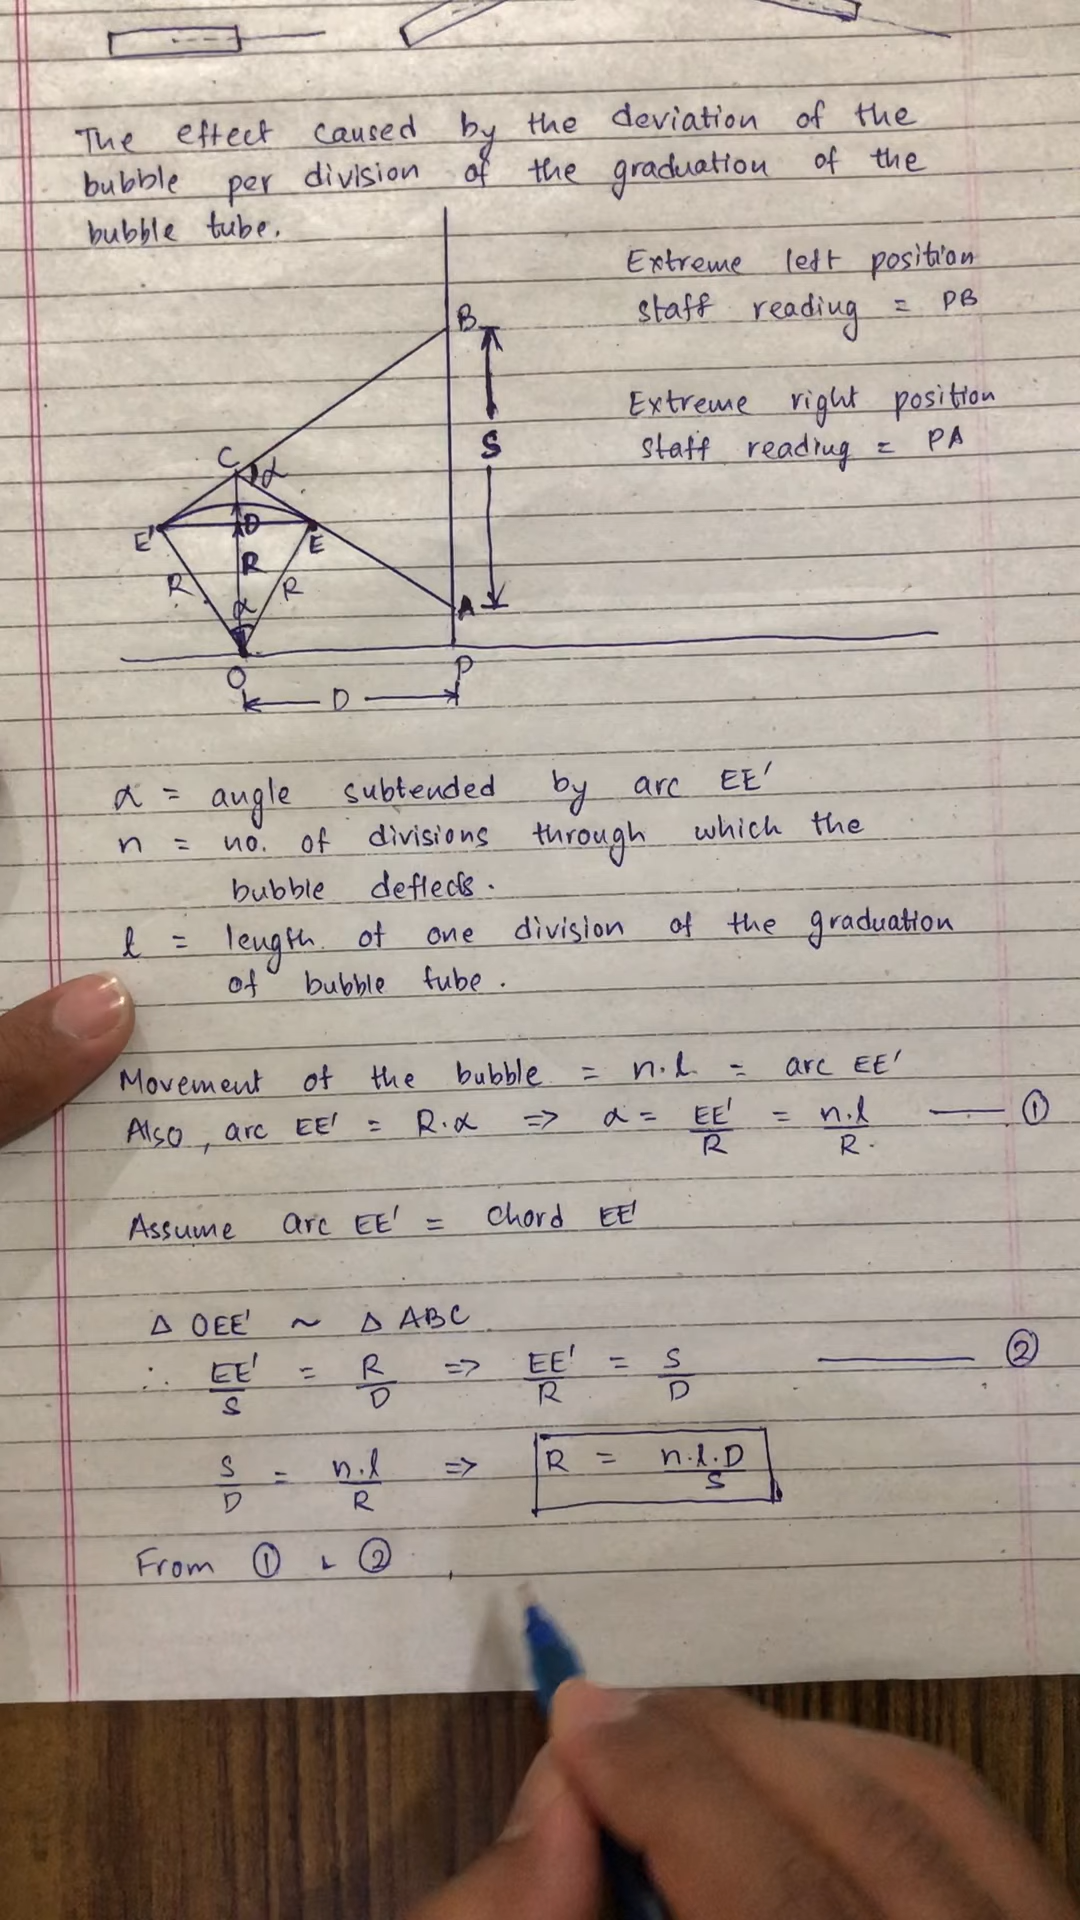 The effect caused by the deviation of the
bubble per division of the graduation of the
bubble tube.
Extreme left position
staff reading = PB
Extreme right position
staff reading = PA
B
S
C α
D
E' E
R R R
α
A
O P
D
α = angle subtended by arc EE'
n = no. of divisions through which the
bubble deflects.
l = length of one division of the graduation
of bubble tube.
Movement of the bubble = n.l. = arc EE'
Also, arc EE' = R.α => α = EE'/R = n.l/R. — ①
Assume arc EE' = chord EE'
Δ OEE' ~ Δ ABC
∴ EE'/S = R/D => EE'/R = S/D — ②
S/D = n.l/R => R = n.l.D/S
From ① & ②